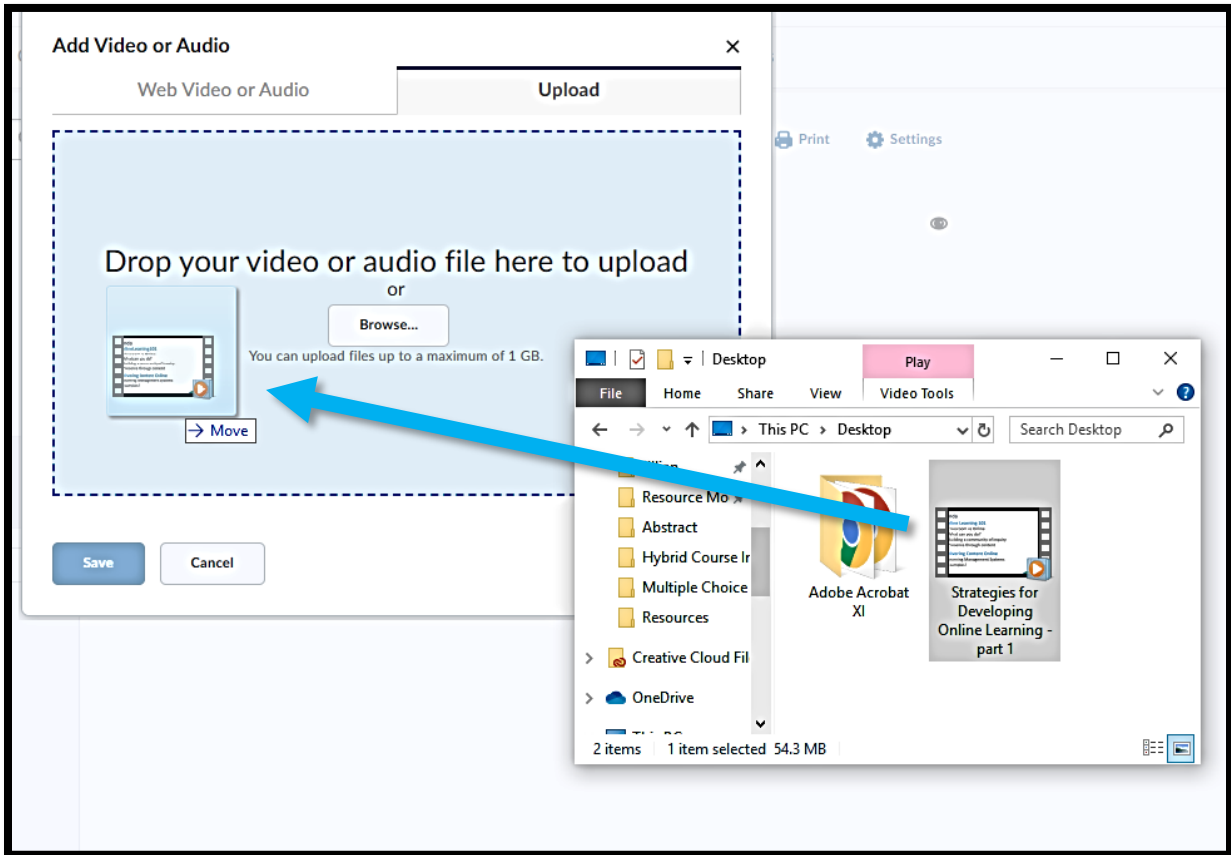 Add Video or Audio
Web Video or Audio
Upload
Print
Settings
Drop your video or audio file here to upload
or
Browse...
You can upload files up to a maximum of 1 GB.
Move
Save
Cancel
Desktop
Play
File
Home
Share
View
Video Tools
This PC
Desktop
Search Desktop
Resource Mo
Abstract
Hybrid Course Ir
Multiple Choice
Resources
Creative Cloud Fil
OneDrive
This PC
Adobe Acrobat
XI
Strategies for
Developing
Online Learning -
part 1
2 items
1 item selected 54.3 MB